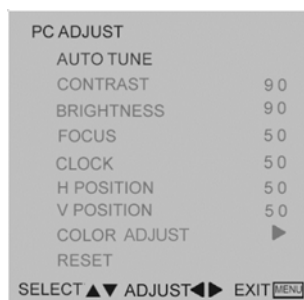 PC ADJUST
AUTO TUNE
CONTRAST 90
BRIGHTNESS 90
FOCUS 50
CLOCK 50
H POSITION 50
V POSITION 50
COLOR ADJUST ▶
RESET
SELECT▲▼ ADJUST◀▶ EXIT MENU